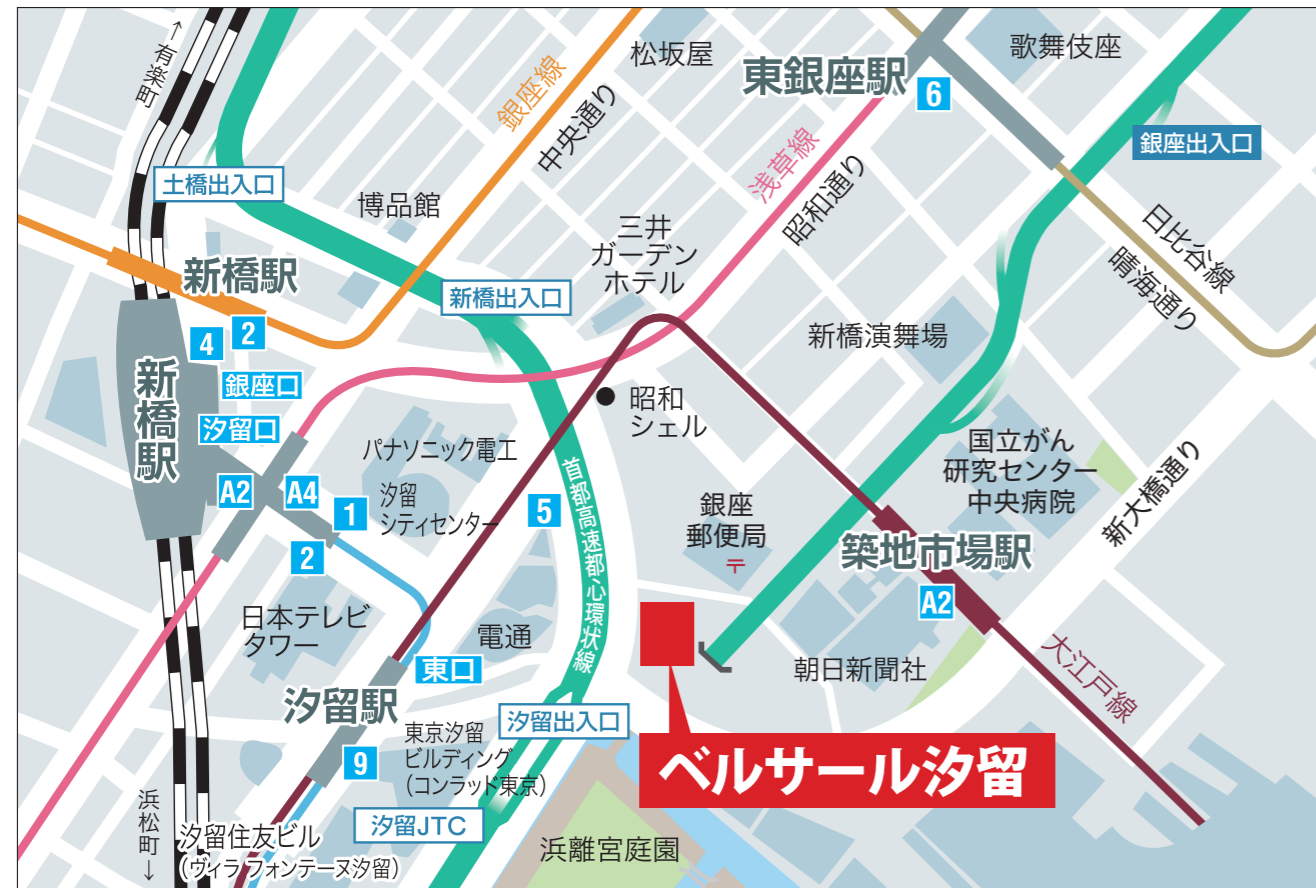 ↑
有楽町
松坂屋
歌舞伎座
東銀座駅
6
銀座線
中央通り
銀座出入口
浅草線
昭和通り
土橋出入口
博品館
三井
ガーデン
ホテル
日比谷線
晴海通り
新橋駅
新橋出入口
新橋演舞場
2
4
新橋駅
銀座口
汐留口
昭和
シェル
パナソニック電工
国立がん
研究センター
中央病院
新大橋通り
首都高速都心環状線
A2
A4
1
汐留
シティセンター
5
銀座
郵便局
〒
築地市場駅
2
A2
日本テレビ
タワー
電通
東口
朝日新聞社
大江戸線
汐留駅
汐留出入口
9
東京汐留
ビルディング
(コンラッド東京)
ベルサール汐留
浜松町
↓
汐留JTC
汐留住友ビル
(ヴィラフォンテーヌ汐留)
浜離宮庭園